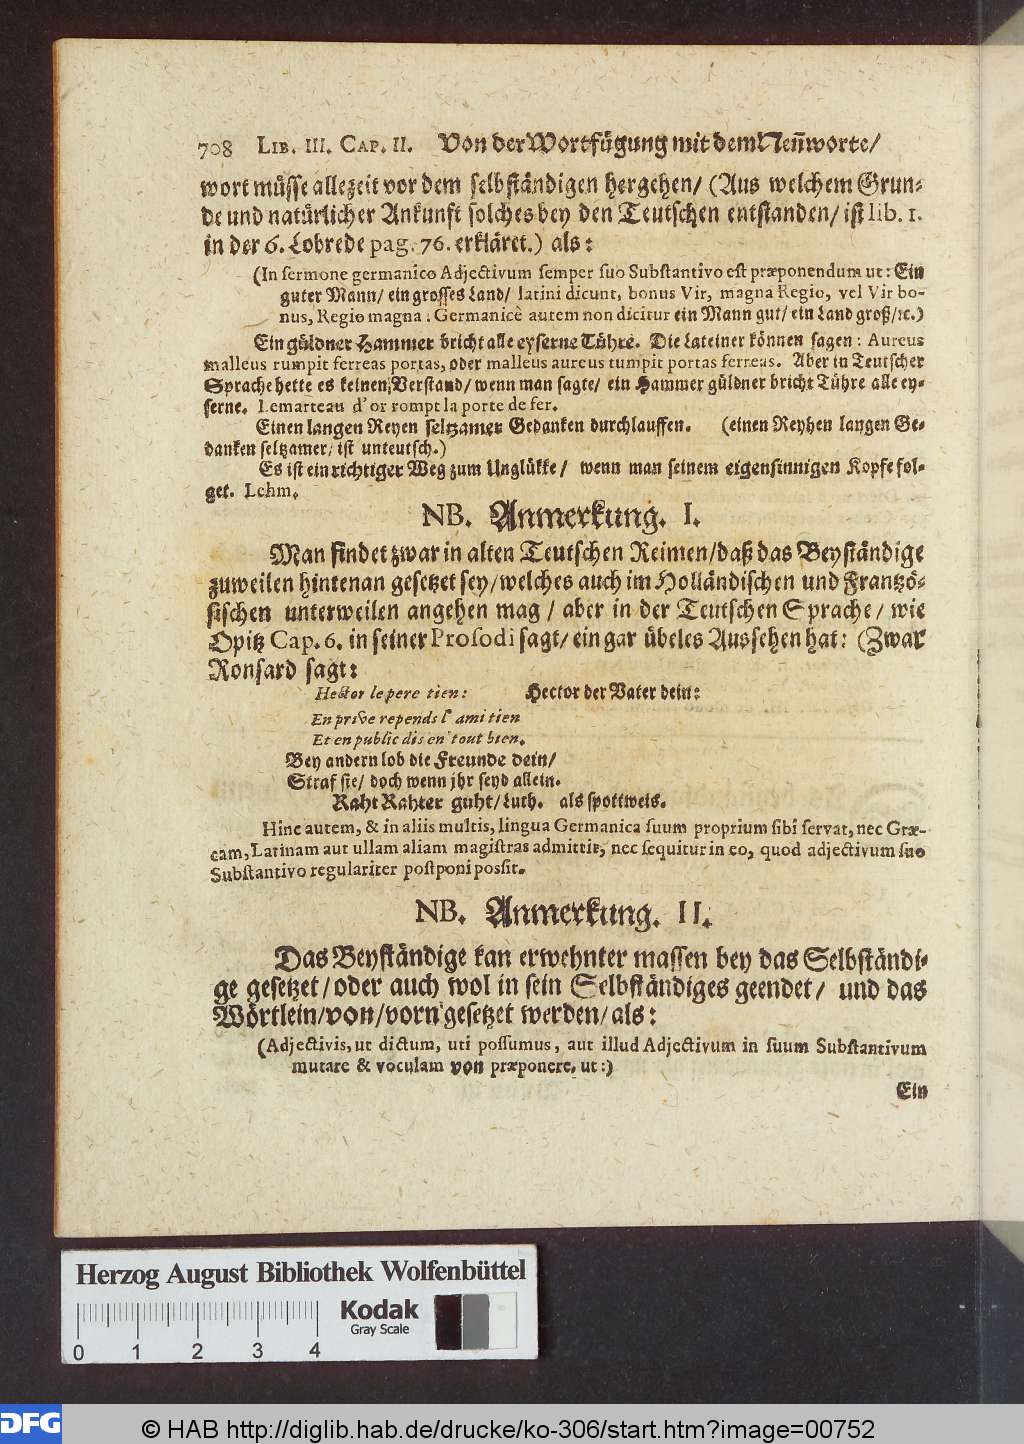 708 LIB. III. CAP. II. Von der Wortfügung mit dem Neñworte/
wort müsse allezeit vor dem selbständigen hergehen/ (Aus welchem Grun-
de und natürlicher Ankunft solches bey den Teutschen entstanden/ ist lib. 1.
in der 6. Lobrede pag. 76. erkläret.) als:
(In sermone germanico Adjectivum semper suo Substantivo est præponendum ut: Ein
guter Mann/ ein grosses Land/ latini dicunt, bonus Vir, magna Regio, vel Vir bo-
nus, Regio magna. Germanicè autem non dicitur ein Mann gut/ ein Land groß/ ꝛc.)
Ein güldner Hammer bricht alle eyserne Tühre. Die Lateiner können sagen: Aureus
malleus rumpit ferreas portas, oder malleus aureus rumpit portas ferreas. Aber in Teutscher
Sprache hette es keinen Verstand/ wenn man sagte/ ein Hammer güldner bricht Tühre alle ey-
serne. Lemarteau d'or rompt la porte de fer.
Einen langen Reyen seltzamer Gedanken durchlauffen. (einen Reyhen langen Ge-
danken seltzamer/ ist unteutsch.)
Es ist ein richtiger Weg zum Unglükke/ wenn man seinem eigensinnigen Kopfe fol-
get. Lehm.
NB. Anmerkung. I.
Man findet zwar in alten Teutschen Reimen/ daß das Beyständige
zuweilen hintenan gesetzet sey/ welches auch im Holländischen und Frantzö-
sischen unterweilen angehen mag/ aber in der Teutschen Sprache/ wie
Opitz Cap. 6. in seiner Prosodi sagt/ ein gar übeles Aussehen hat: (Zwar
Ronsard sagt:
Hector le pere tien: Hector der Vater dein:
En prive repends l'ami tien
Et en public dis en tout bien.
Bey andern lob die Freunde dein/
Straf sie/ doch wenn jhr seyd allein.
Raht Rahter guht/ Luth. als spottweis.
Hinc autem, & in aliis multis, lingua Germanica suum proprium sibi servat, nec Græ-
cam, Latinam aut ullam aliam magistras admittit, nec sequitur in eo, quod adjectivum suo
Substantivo regulariter postponi possit.
NB. Anmerkung. II.
Das Beyständige kan erwehnter massen bey das Selbständi-
ge gesetzet/ oder auch wol in sein Selbständiges geendet/ und das
Wörtlein/ von/ vorn gesetzet werden/ als:
(Adjectivis, ut dictum, uti possumus, aut illud Adjectivum in suum Substantivum
mutare & voculam von præponere, ut:)
Ein
Herzog August Bibliothek Wolfenbüttel
Kodak
Gray Scale
0 1 2 3 4
DFG
© HAB http://diglib.hab.de/drucke/ko-306/start.htm?image=00752